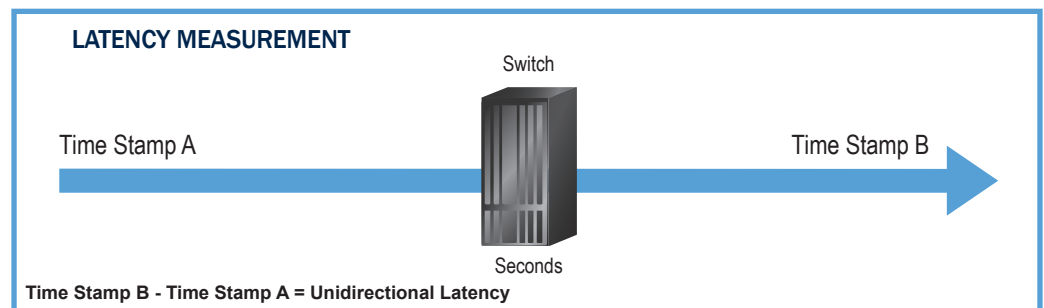 LATENCY MEASUREMENT
Switch
Time Stamp A
Time Stamp B
Seconds
Time Stamp B - Time Stamp A = Unidirectional Latency